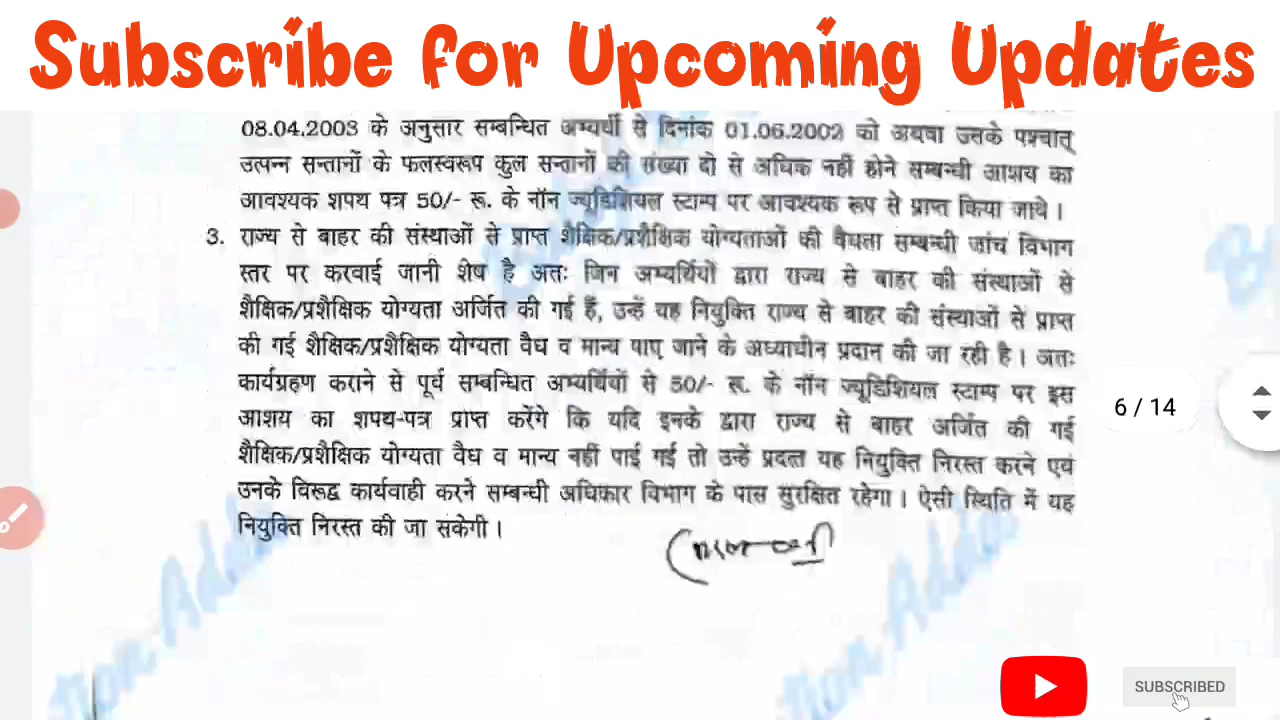 Subscribe for Upcoming Updates
08.04.2003 के अनुसार सम्बन्धित अभ्यर्थी से दिनांक 01.06.2002 को अथवा उसके पश्चात्
उत्पन्न सन्तानों के फलस्वरूप कुल सन्तानों की संख्या दो से अधिक नहीं होने सम्बन्धी आशय का
आवश्यक शपथ पत्र 50/- रू. के नॉन ज्यूडिशियल स्टाम्प पर आवश्यक रूप से प्राप्त किया जाये।
3. राज्य से बाहर की संस्थाओं से प्राप्त शैक्षिक/प्रशैक्षिक योग्यताओं की वैधता सम्बन्धी जांच विभाग
स्तर पर करवाई जानी शेष है अतः जिन अभ्यर्थियों द्वारा राज्य से बाहर की संस्थाओं से
शैक्षिक/प्रशैक्षिक योग्यता अर्जित की गई हैं, उन्हें यह नियुक्ति राज्य से बाहर की संस्थाओं से प्राप्त
की गई शैक्षिक/प्रशैक्षिक योग्यता वैध व मान्य पाए जाने के अध्याधीन प्रदान की जा रही है। अतः
कार्यग्रहण कराने से पूर्व सम्बन्धित अभ्यर्थियों से 50/- रू. के नॉन ज्यूडिशियल स्टाम्प पर इस
आशय का शपथ-पत्र प्राप्त करेंगे कि यदि इनके द्वारा राज्य से बाहर अर्जित की गई
शैक्षिक/प्रशैक्षिक योग्यता वैध व मान्य नहीं पाई गई तो उन्हें प्रदत्त यह नियुक्ति निरस्त करने एवं
उनके विरूद्व कार्यवाही करने सम्बन्धी अधिकार विभाग के पास सुरक्षित रहेगा। ऐसी स्थिति में यह
नियुक्ति निरस्त की जा सकेगी।
6 / 14
SUBSCRIBED